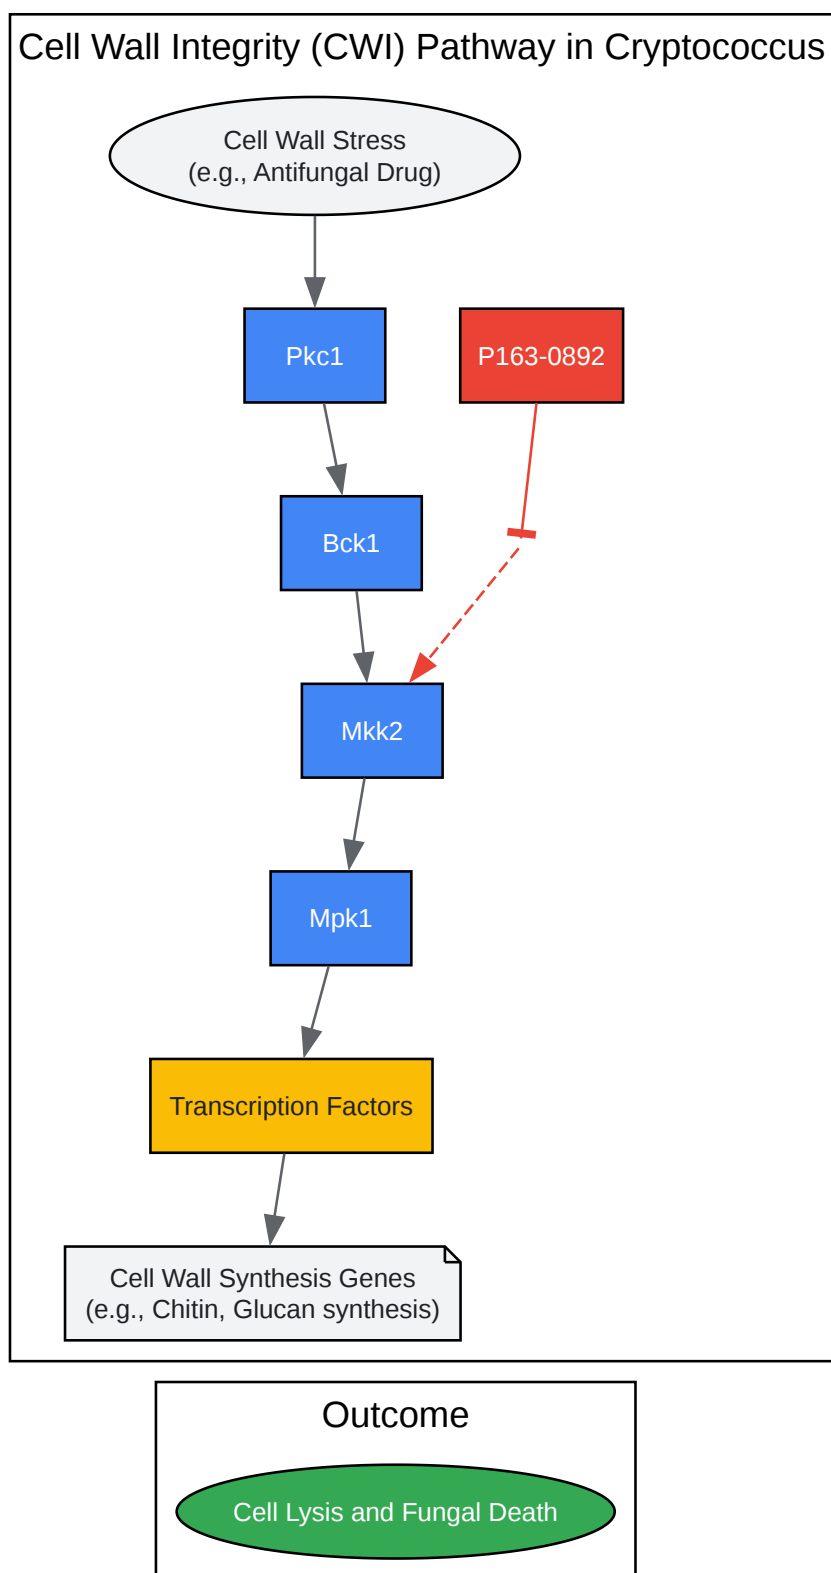 Cell Wall Integrity (CWI) Pathway in Cryptococcus
Cell Wall Stress
(e.g., Antifungal Drug)
Pkc1
P163-0892
Bck1
Mkk2
Mpk1
Transcription Factors
Cell Wall Synthesis Genes
(e.g., Chitin, Glucan synthesis)
Outcome
Cell Lysis and Fungal Death